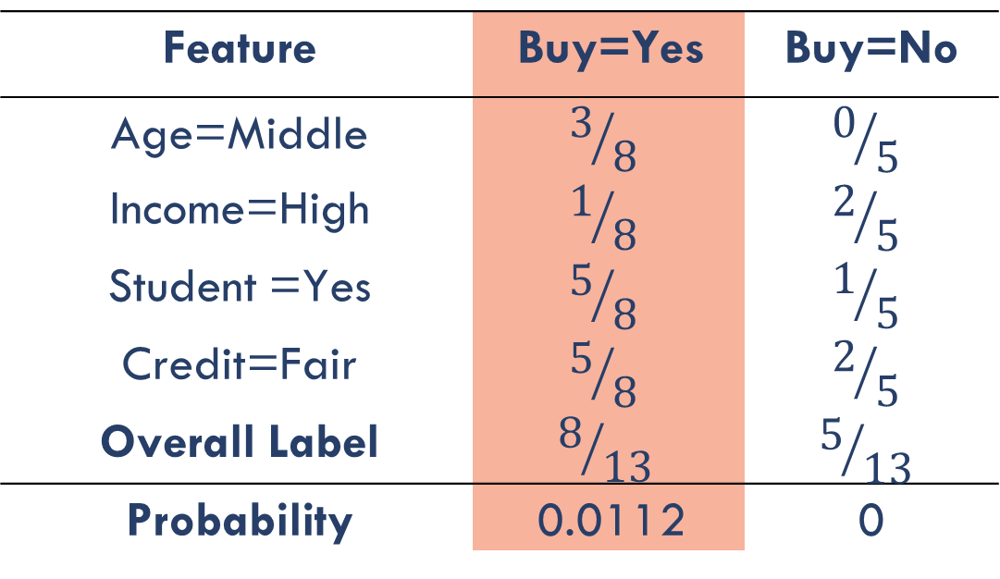 Feature Buy=Yes Buy=No
Age=Middle 3/8 0/5
Income=High 1/8 2/5
Student =Yes 5/8 1/5
Credit=Fair 5/8 2/5
Overall Label 8/13 5/13
Probability 0.0112 0